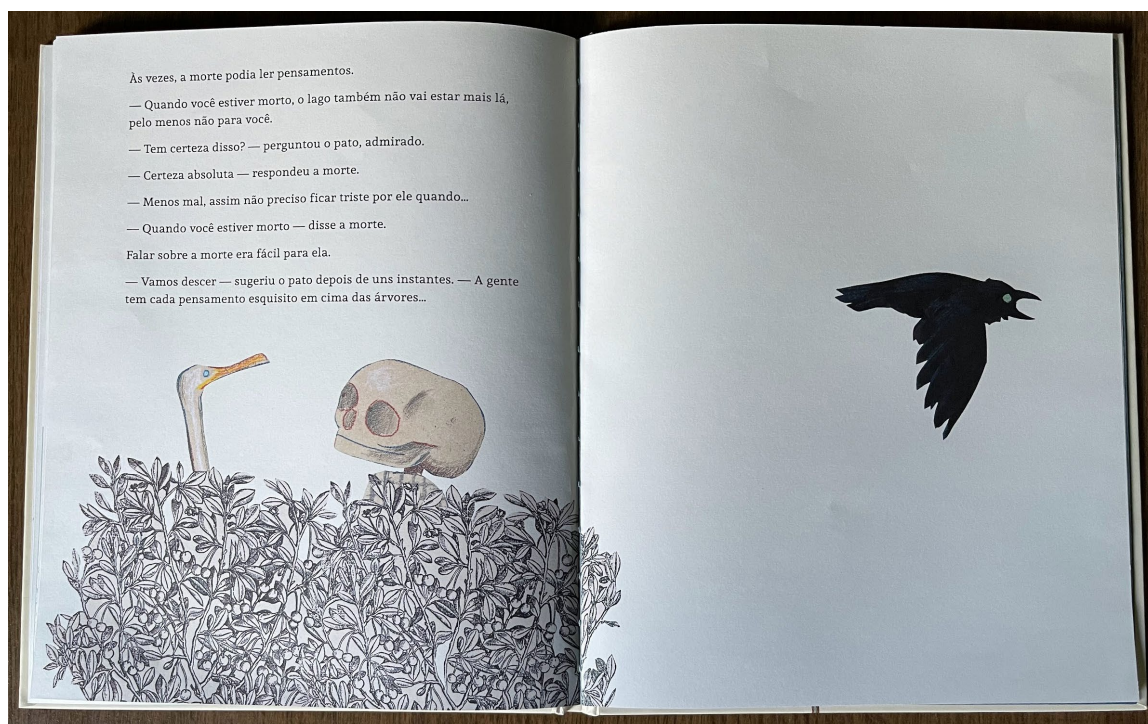 Às vezes, a morte podia ler pensamentos.
— Quando você estiver morto, o lago também não vai estar mais lá,
pelo menos não para você.
— Tem certeza disso? — perguntou o pato, admirado.
— Certeza absoluta — respondeu a morte.
— Menos mal, assim não preciso ficar triste por ele quando...
— Quando você estiver morto — disse a morte.
Falar sobre a morte era fácil para ela.
— Vamos descer — sugeriu o pato depois de uns instantes. — A gente
tem cada pensamento esquisito em cima das árvores...